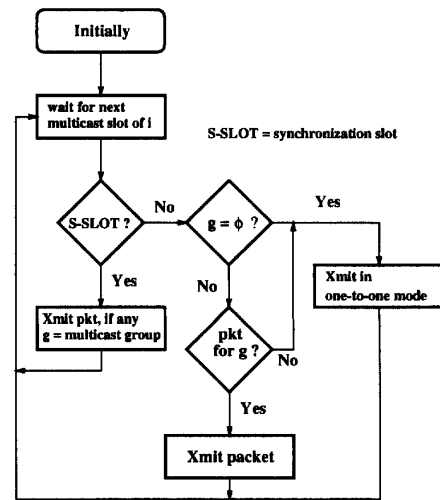 Initially
wait for next
multicast slot of i
S-SLOT = synchronization slot
S-SLOT ?
No
g = ϕ ?
Yes
Yes
No
Xmit in
one-to-one mode
Xmit pkt, if any
g = multicast group
pkt
for g ?
No
Yes
Xmit packet